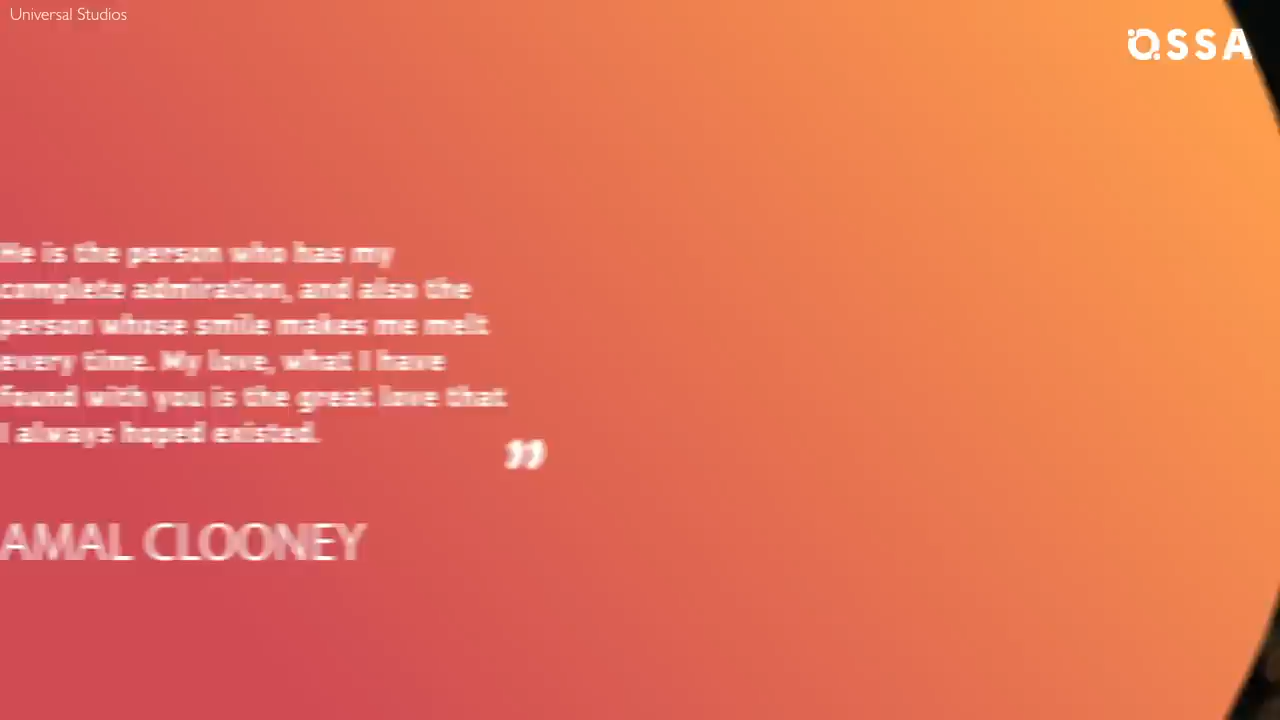 Universal Studios
OSSA
He is the person who has my
complete admiration, and also the
person whose smile makes me melt
every time. My love, what I have
found with you is the great love that
I always hoped existed.
”
AMAL CLOONEY